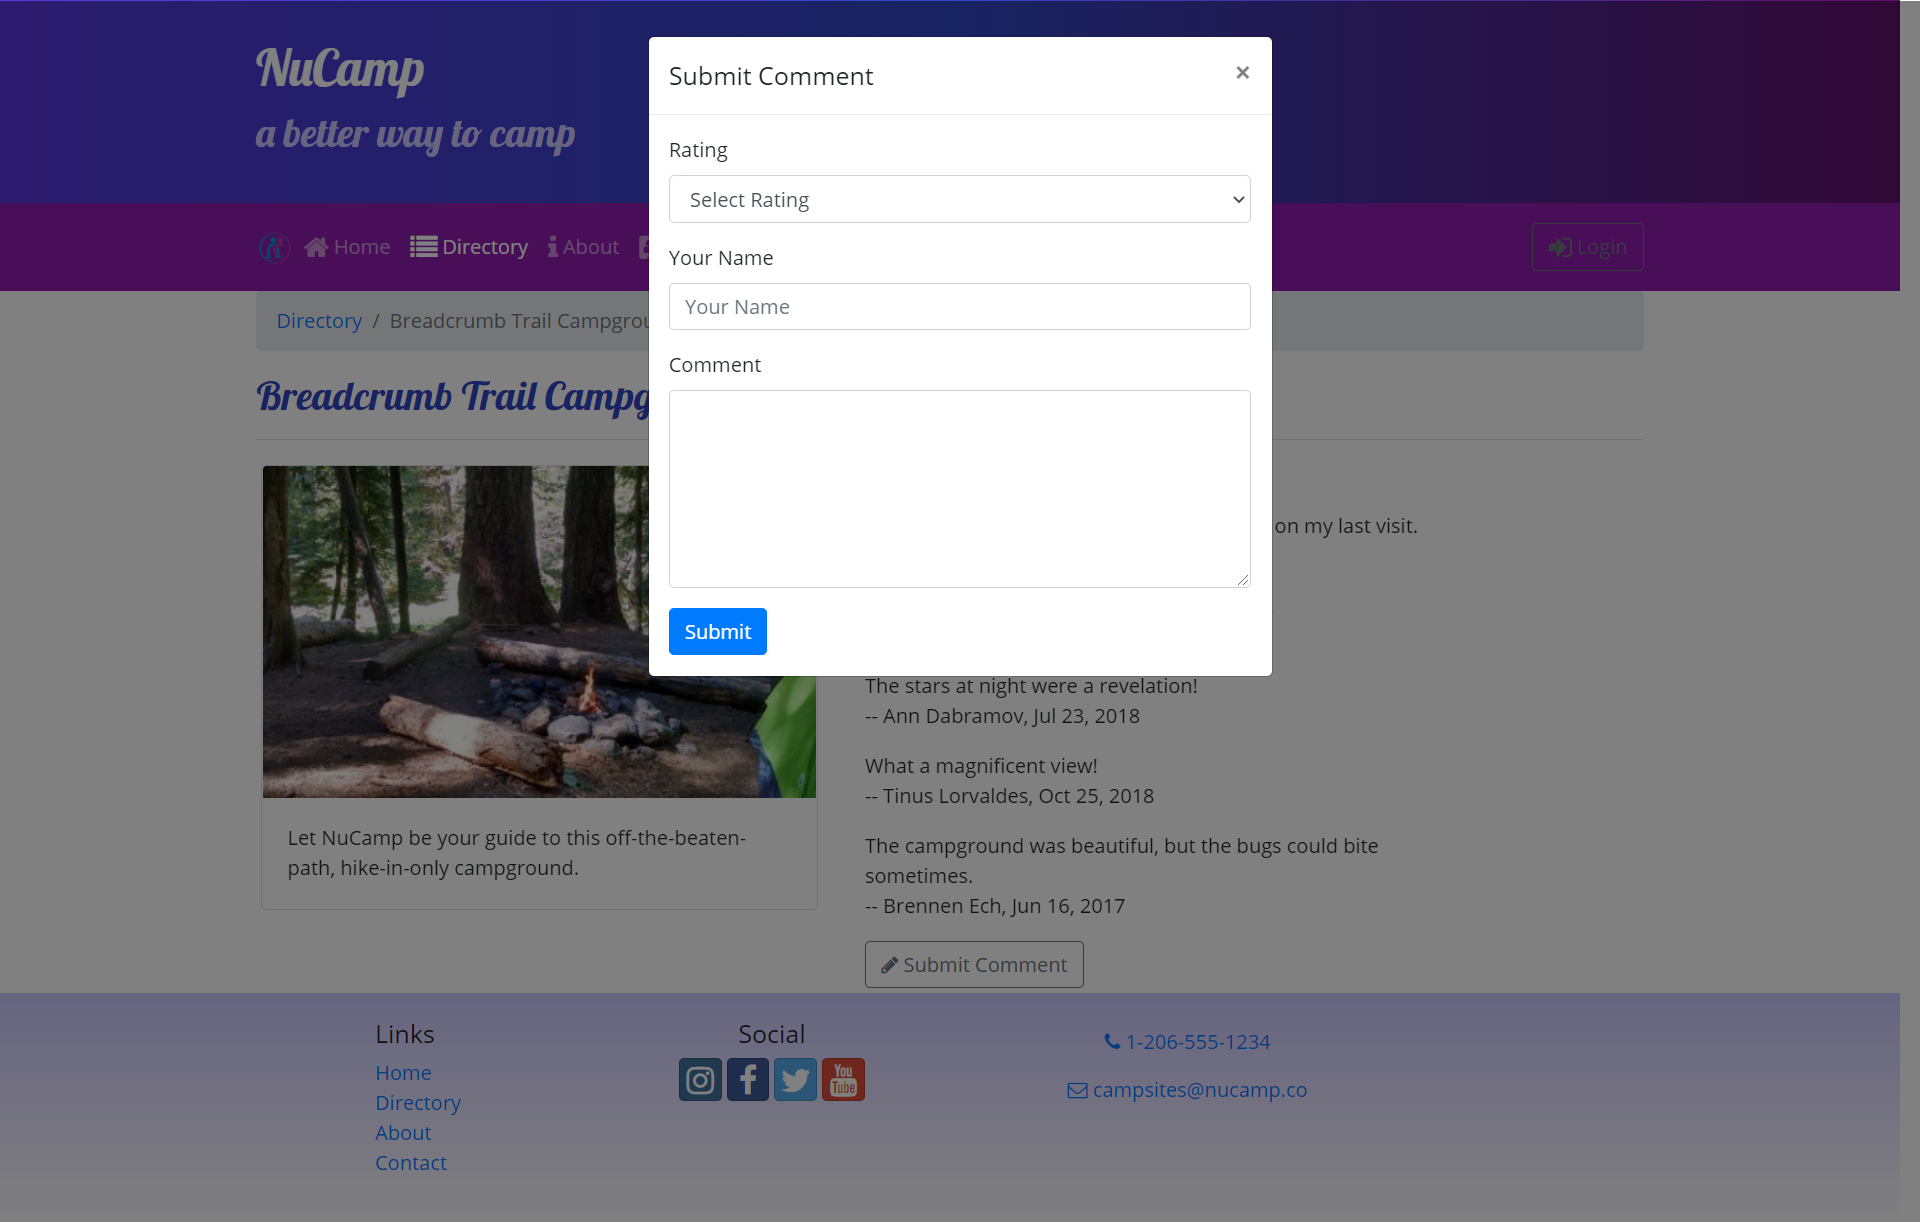 NuCamp
a better way to camp
Submit Comment ×
Rating
Select Rating
Your Name
Your Name
Comment
Submit
Home Directory About Login
Directory / Breadcrumb Trail
Breadcrumb Trail
on my last visit.
Let NuCamp be your guide to this off-the-beaten-
path, hike-in-only campground.
The stars at night were a revelation!
-- Ann Dabramov, Jul 23, 2018
What a magnificent view!
-- Tinus Lorvaldes, Oct 25, 2018
The campground was beautiful, but the bugs could bite
sometimes.
-- Brennen Ech, Jun 16, 2017
Submit Comment
Links
Home
Directory
About
Contact
Social
You
Tube
1-206-555-1234
campsites@nucamp.co